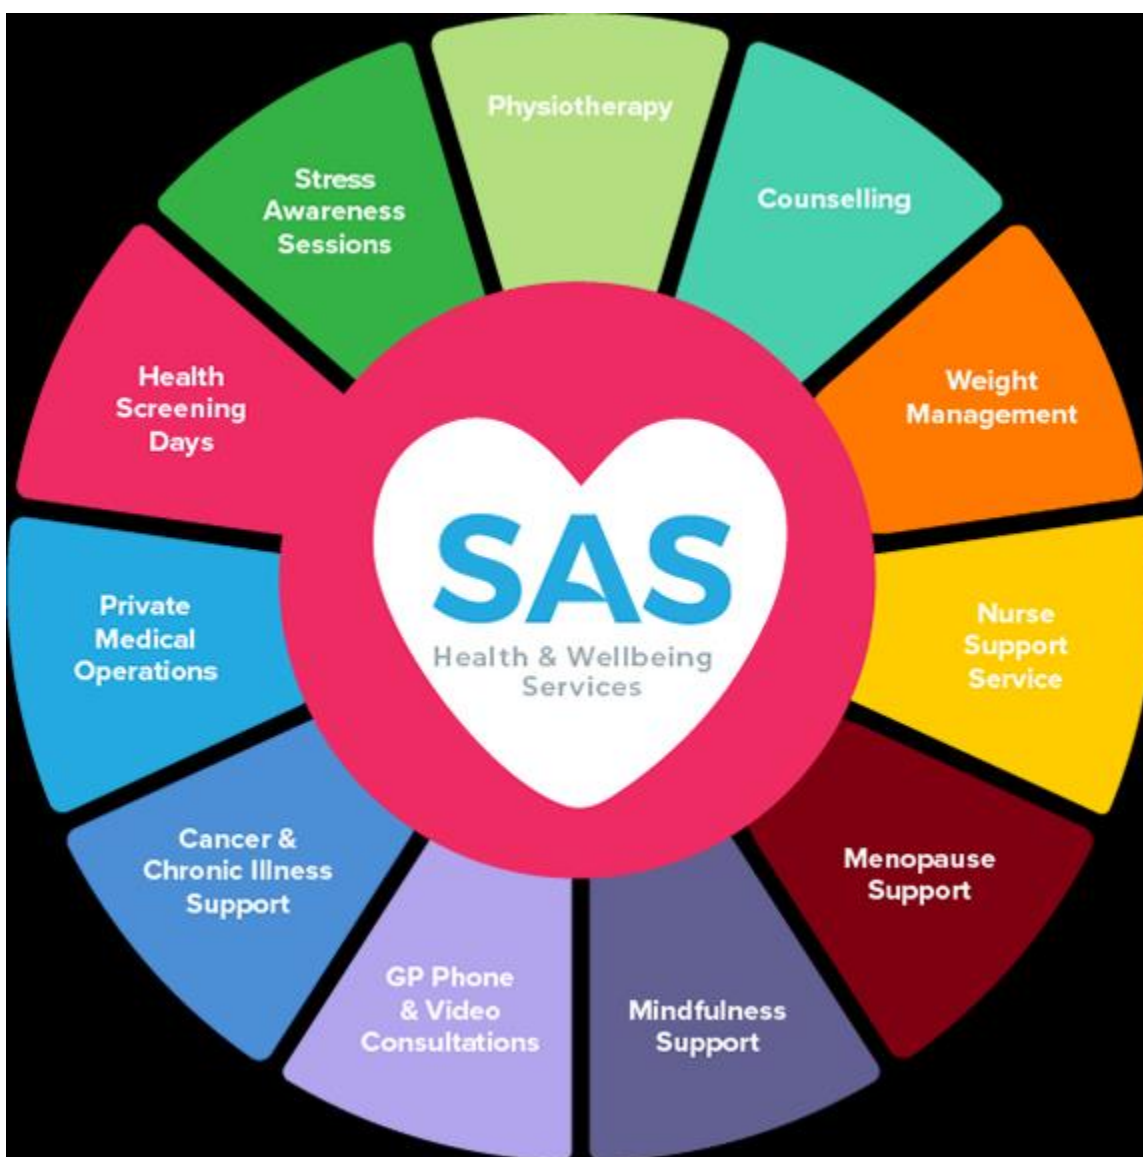 Physiotherapy
Counselling
Weight
Management
Nurse
Support
Service
Menopause
Support
Mindfulness
Support
GP Phone
& Video
Consultations
Cancer &
Chronic Illness
Support
Private
Medical
Operations
Health
Screening
Days
Stress
Awareness
Sessions
SAS
Health & Wellbeing
Services